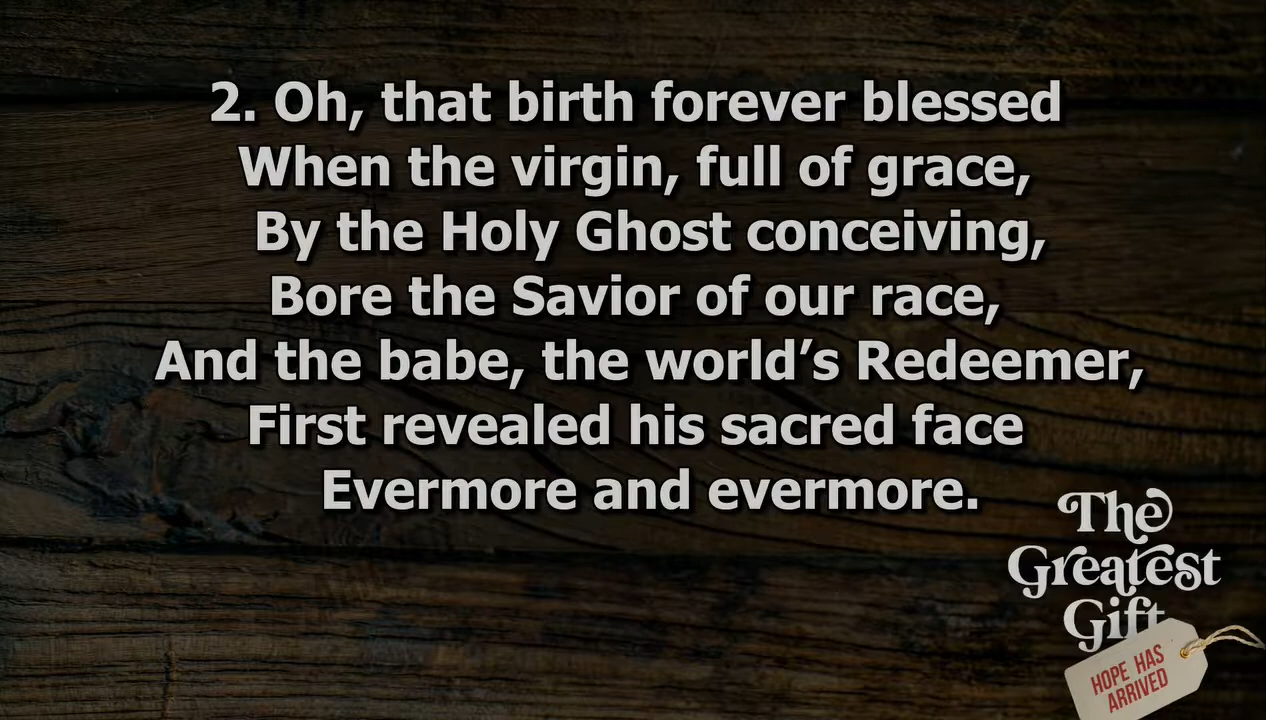 2. Oh, that birth forever blessed
When the virgin, full of grace,
By the Holy Ghost conceiving,
Bore the Savior of our race,
And the babe, the world’s Redeemer,
First revealed his sacred face
Evermore and evermore.
The
Greatest
Gift
HOPE HAS
ARRIVED